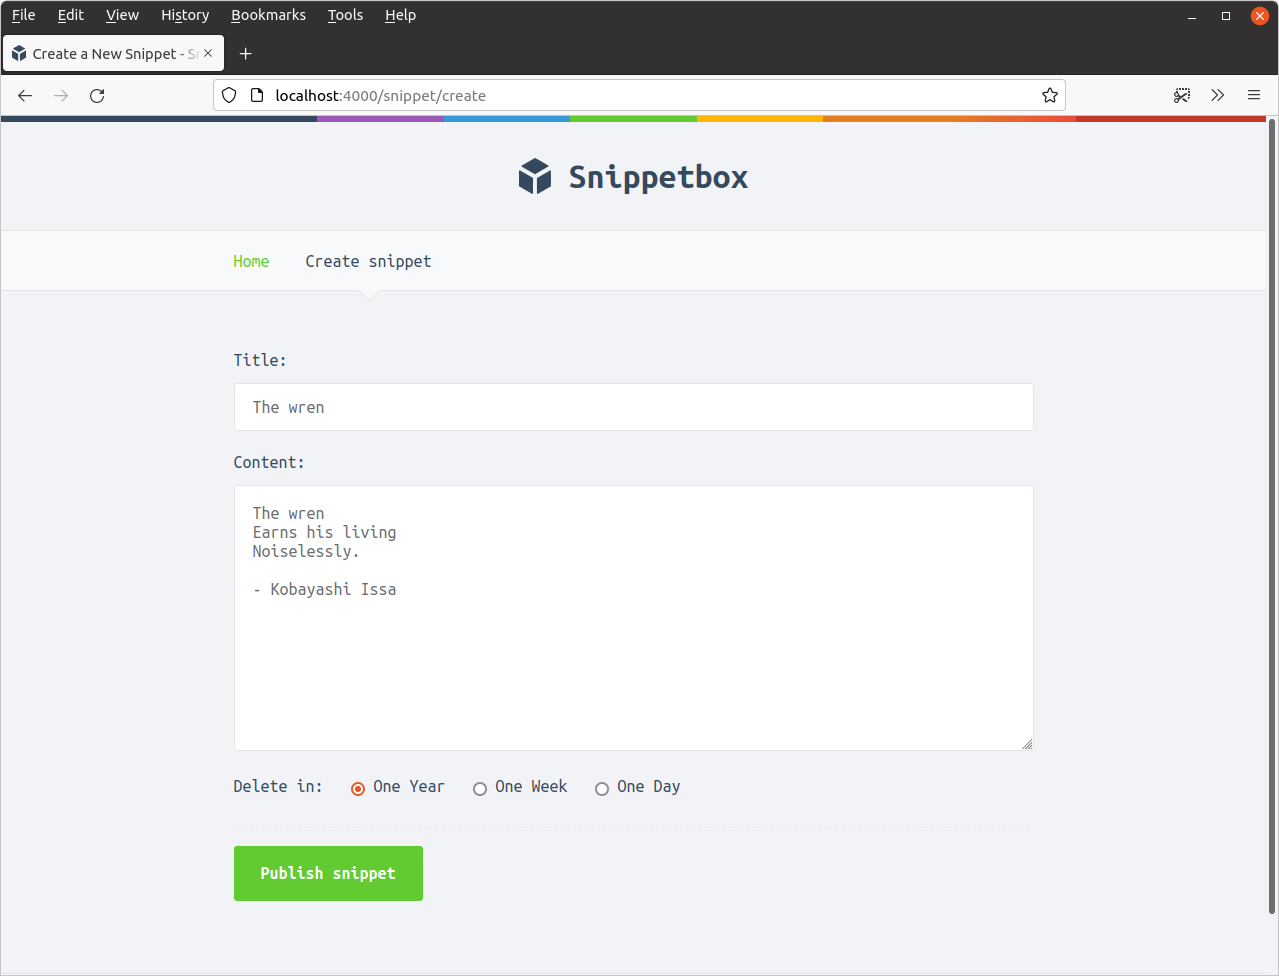 File Edit View History Bookmarks Tools Help
Create a New Snippet - Sn
localhost:4000/snippet/create
Snippetbox
Home Create snippet
Title:
The wren
Content:
The wren
Earns his living
Noiselessly.
- Kobayashi Issa
Delete in: One Year One Week One Day
Publish snippet